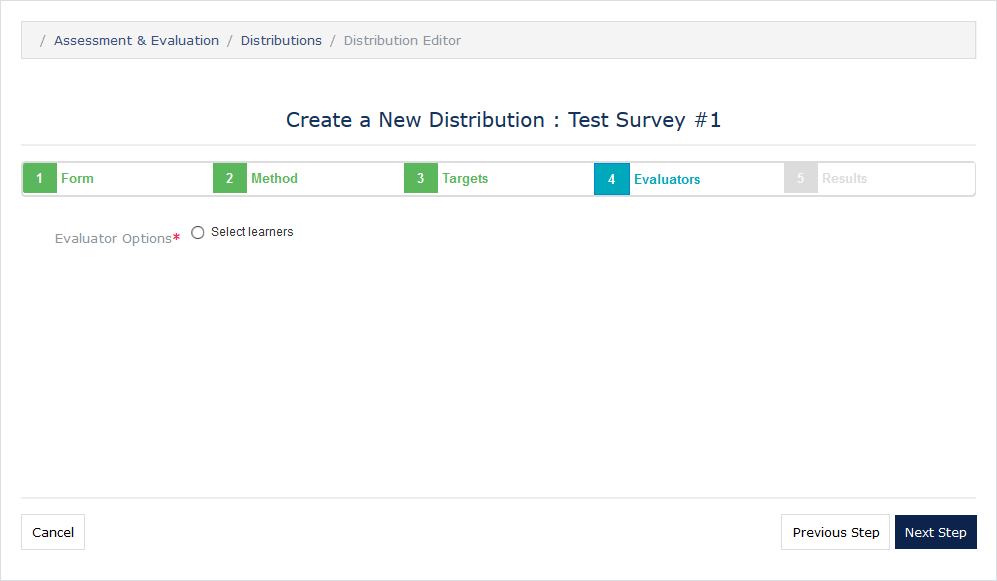 / Assessment & Evaluation / Distributions / Distribution Editor
Create a New Distribution : Test Survey #1
1 Form 2 Method 3 Targets 4 Evaluators 5 Results
Evaluator Options* Select learners
Cancel Previous Step Next Step